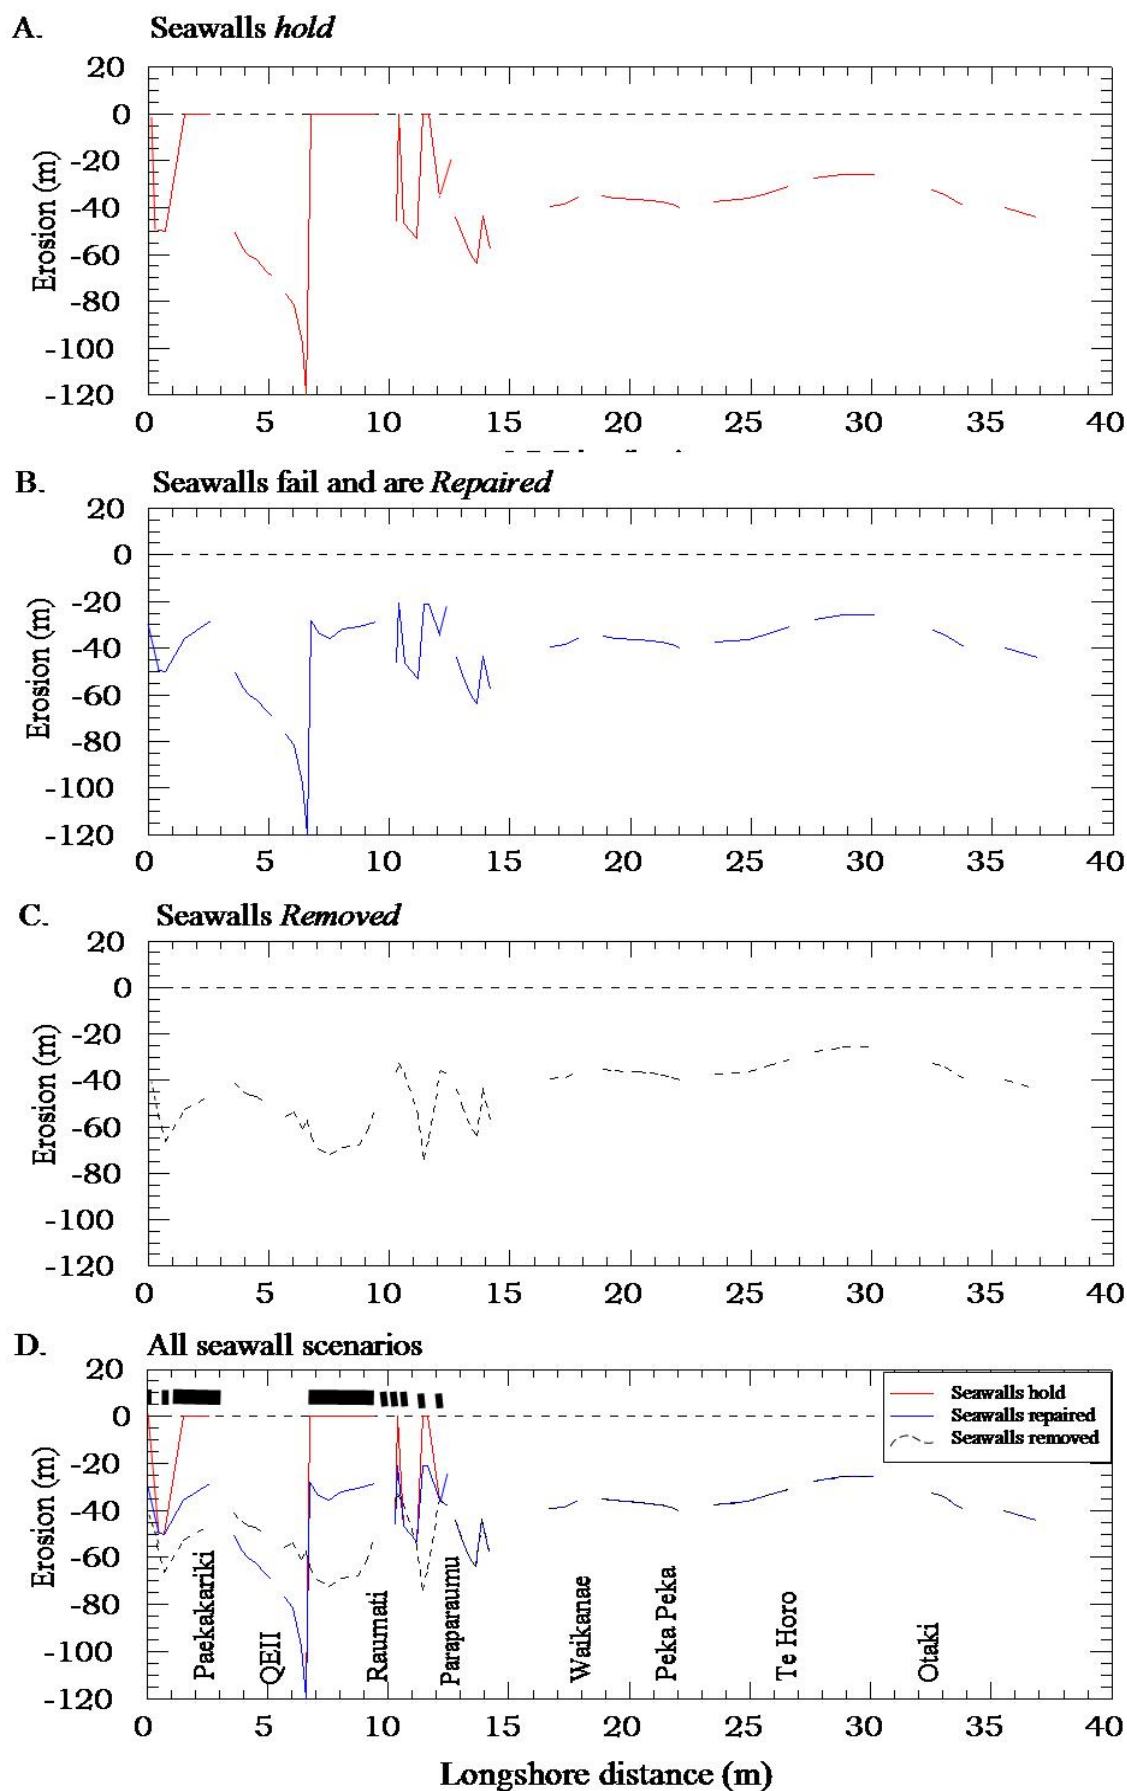 A. Seawalls hold
20
0
-20
-40
-60
-80
-100
-120
Erosion (m)
0 5 10 15 20 25 30 35 40
B. Seawalls fail and are Repaired
20
0
-20
-40
-60
-80
-100
-120
Erosion (m)
0 5 10 15 20 25 30 35 40
C. Seawalls Removed
20
0
-20
-40
-60
-80
-100
-120
Erosion (m)
0 5 10 15 20 25 30 35 40
D. All seawall scenarios
20
0
-20
-40
-60
-80
-100
-120
Erosion (m)
Seawalls hold
Seawalls repaired
Seawalls removed
Paekakariki
QEII
Raumati
Paraparaumu
Waikanae
Peka Peka
Te Horo
Otaki
0 5 10 15 20 25 30 35 40
Longshore distance (m)